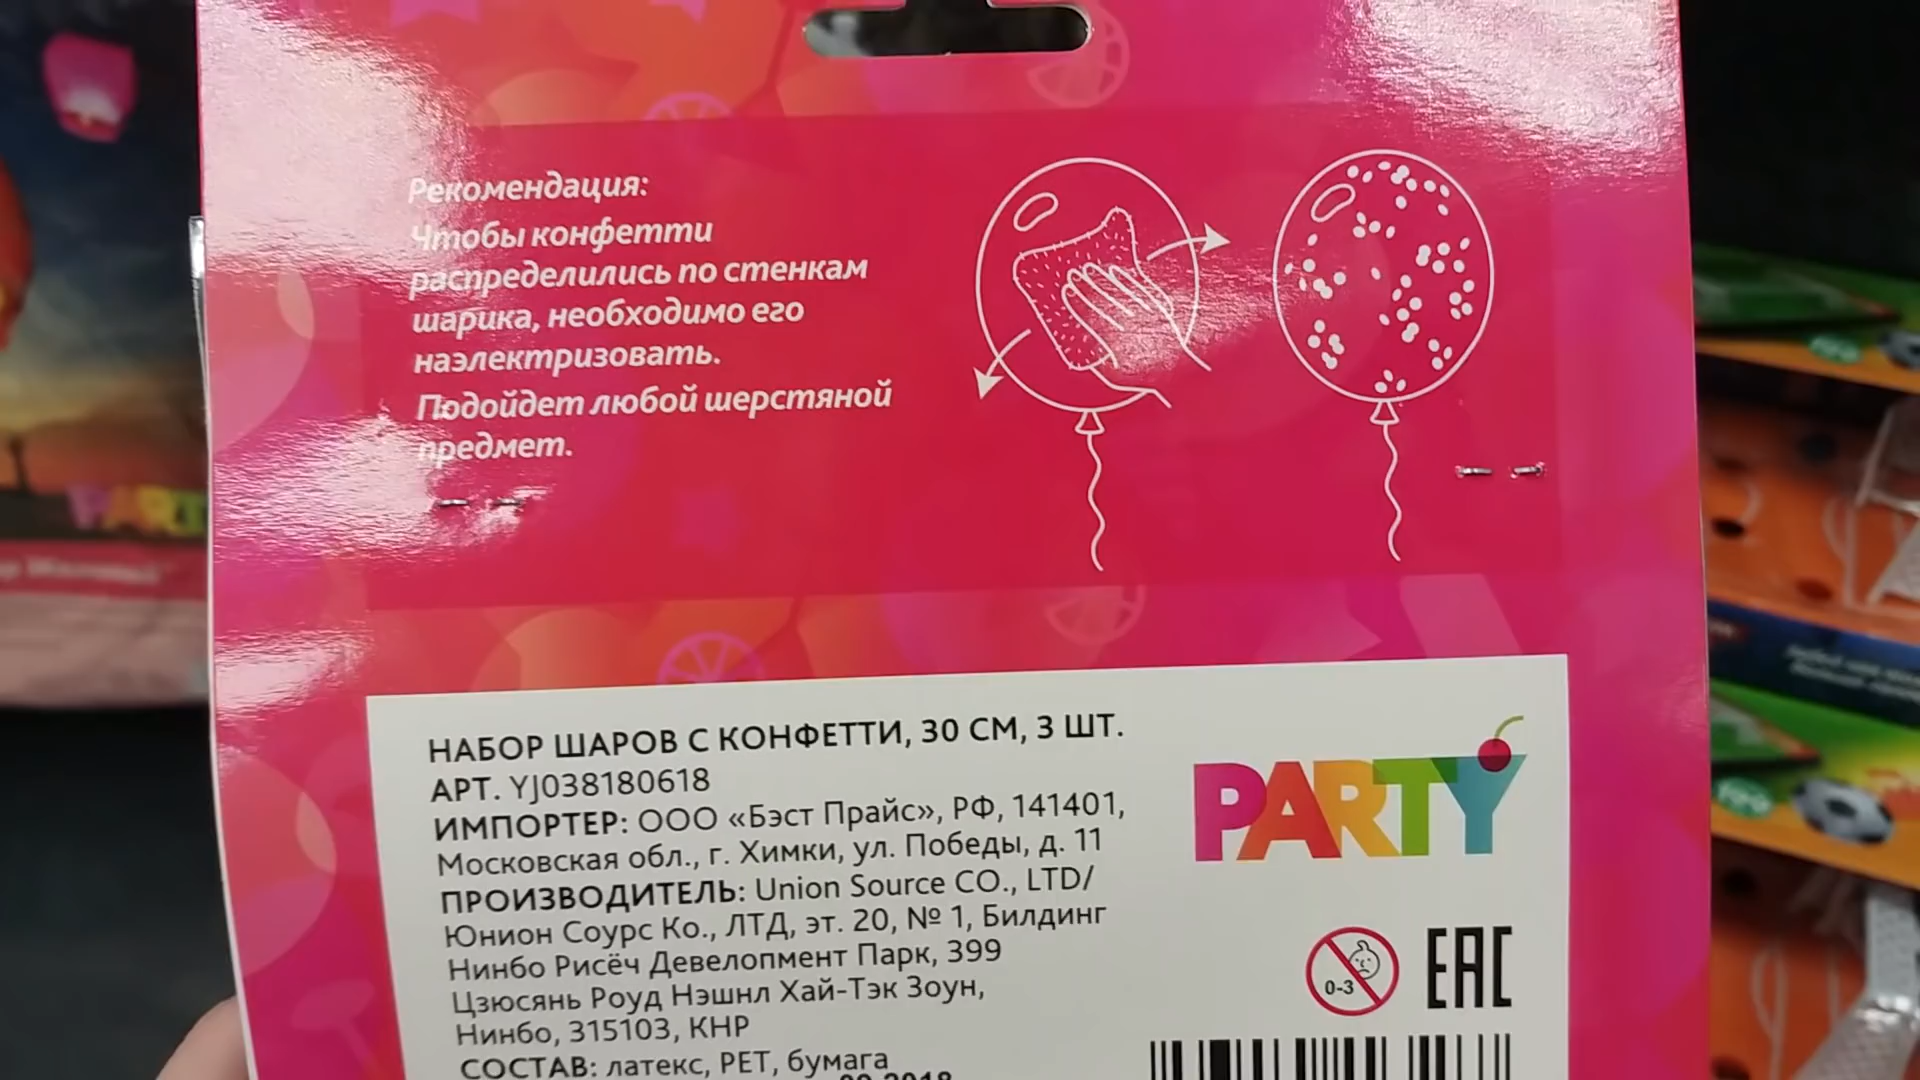 Рекомендация:
Чтобы конфетти
распределились по стенкам
шарика, необходимо его
наэлектризовать.
Подойдет любой шерстяной
предмет.
НАБОР ШАРОВ С КОНФЕТТИ, 30 СМ, 3 ШТ.
АРТ. YJ038180618
ИМПОРТЕР: ООО «Бэст Прайс», РФ, 141401,
Московская обл., г. Химки, ул. Победы, д. 11
ПРОИЗВОДИТЕЛЬ: Union Source CO., LTD/
Юнион Соурс Ко., ЛТД, эт. 20, № 1, Билдинг
Нинбо Рисёч Девелопмент Парк, 399
Цзюсянь Роуд Нэшнл Хай-Тэк Зоун,
Нинбо, 315103, КНР
СОСТАВ: латекс, PET, бумага
PARTY
0-3
EAC